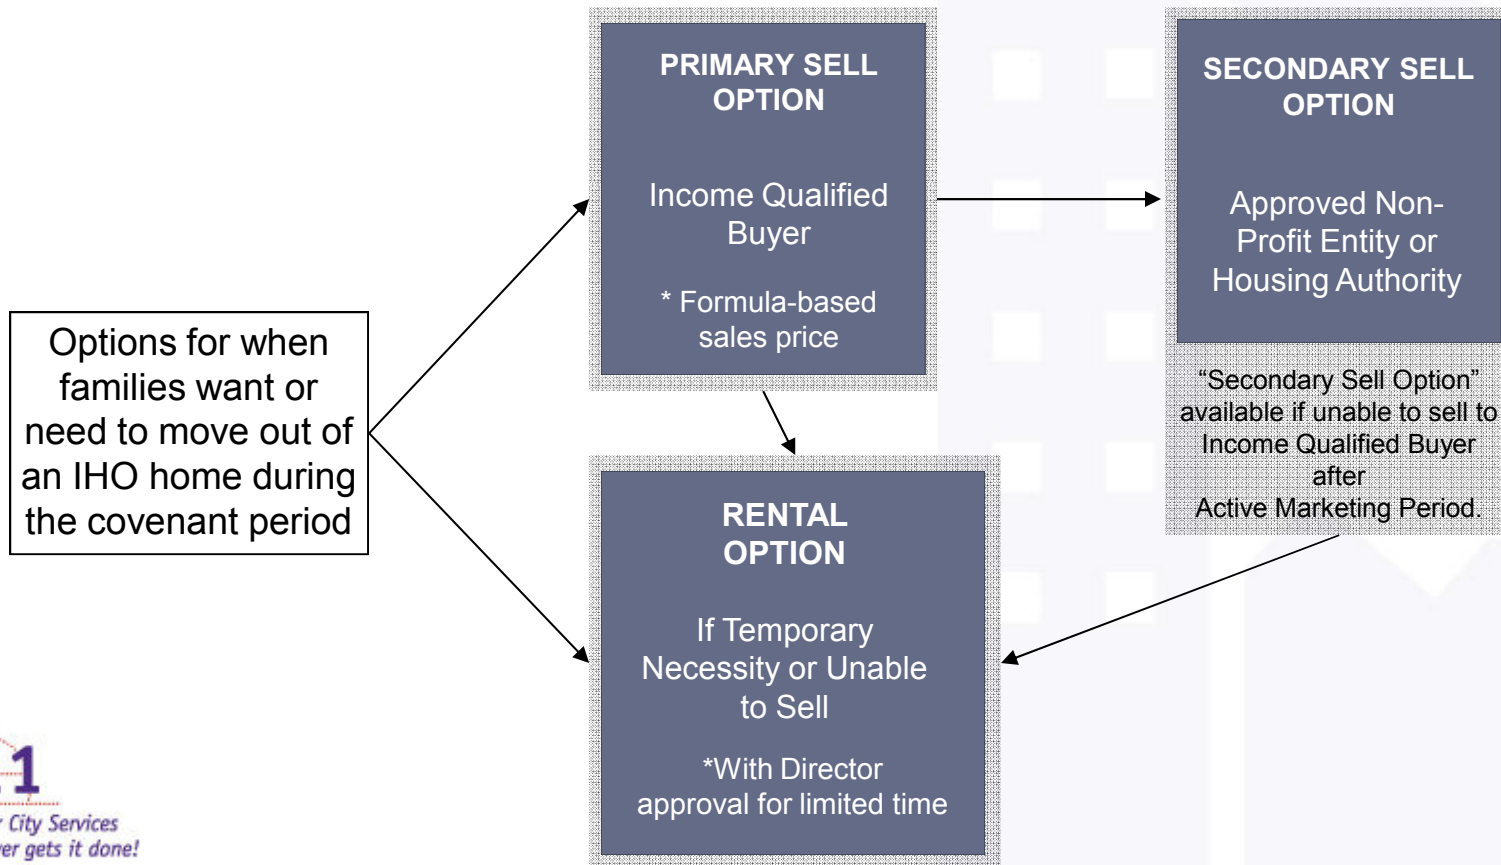 PRIMARY SELL
OPTION
Income Qualified
Buyer
* Formula-based
sales price
SECONDARY SELL
OPTION
Approved Non-
Profit Entity or
Housing Authority
“Secondary Sell Option”
available if unable to sell to
Income Qualified Buyer
after
Active Marketing Period.
Options for when
families want or
need to move out of
an IHO home during
the covenant period
RENTAL
OPTION
If Temporary
Necessity or Unable
to Sell
*With Director
approval for limited time
1
City Services
gets it done!